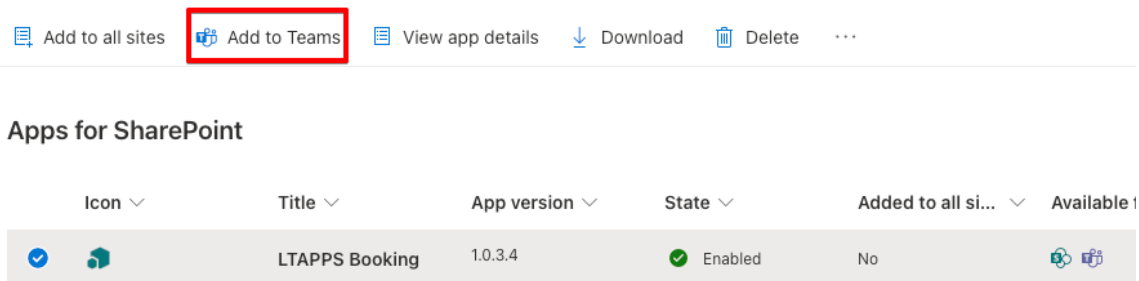 Add to all sites Add to Teams View app details Download Delete ...
Apps for SharePoint
Icon Title App version State Added to all si... Available f
LTAPPS Booking 1.0.3.4 Enabled No